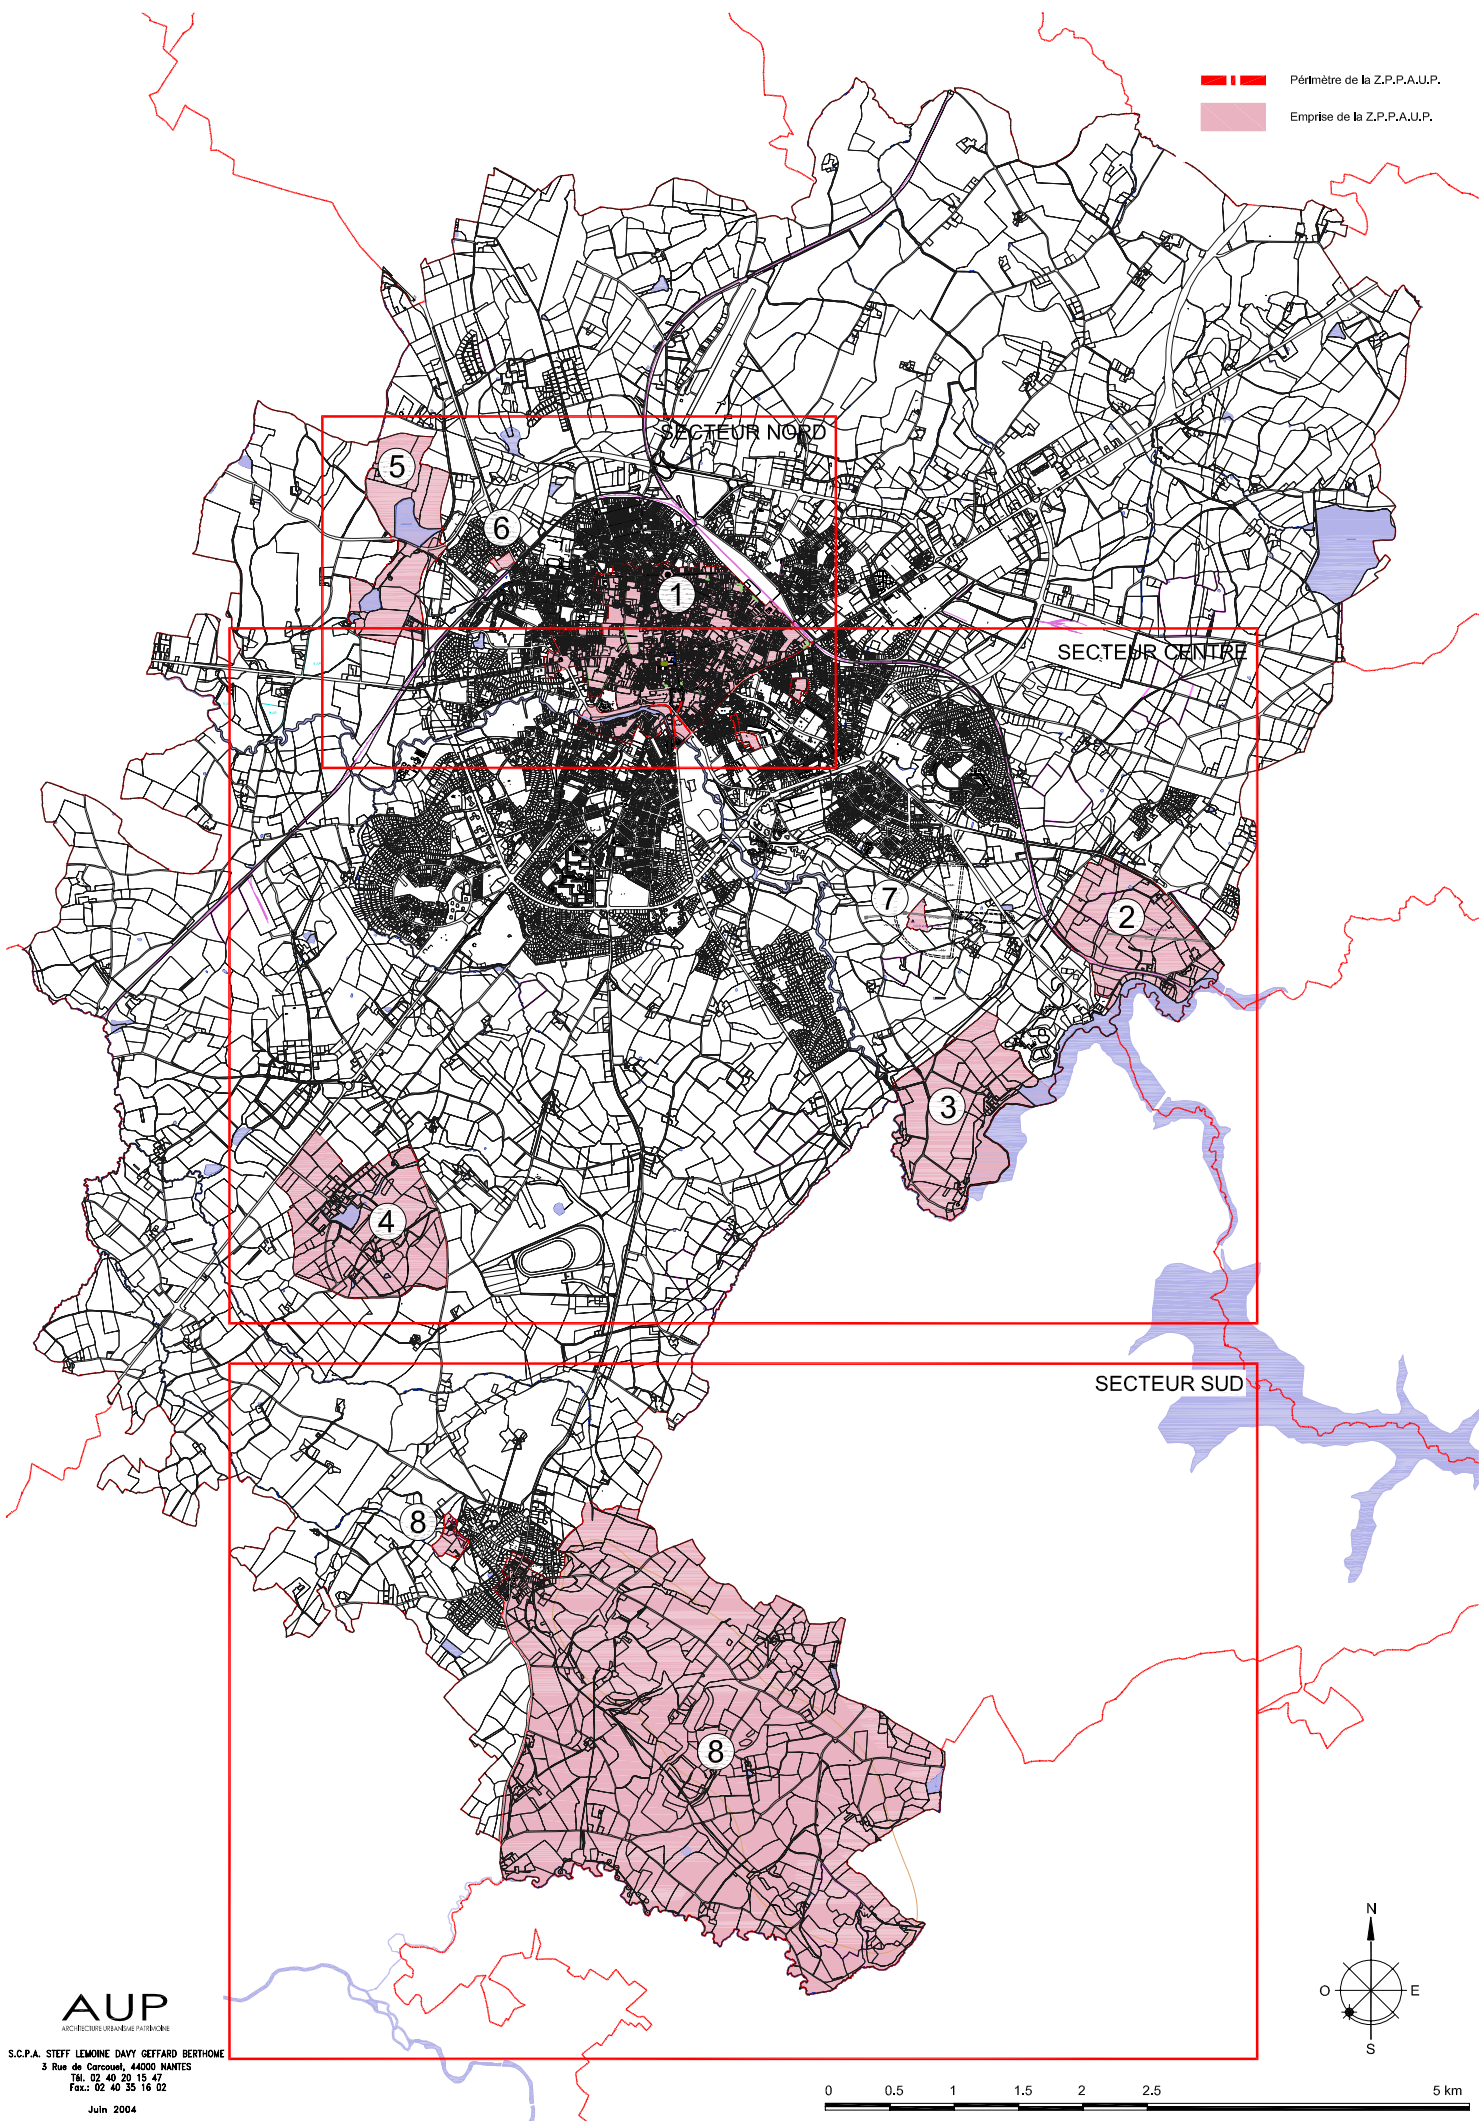 Périmètre de la Z.P.P.A.U.P.
Emprise de la Z.P.P.A.U.P.
SECTEUR NORD
5
6
1
SECTEUR CENTRE
7
2
3
4
SECTEUR SUD
8
8
N
O
E
S
AUP
ARCHITECTURE URBANISME PATRIMOINE
S.C.P.A. STEFF LEMOINE DAVY GEFFARD BERTHOME
3 Rue de Carcouet, 44000 NANTES
Tél. 02 40 20 15 47
Fax.: 02 40 35 16 02
Juin 2004
0 0.5 1 1.5 2 2.5 5 km